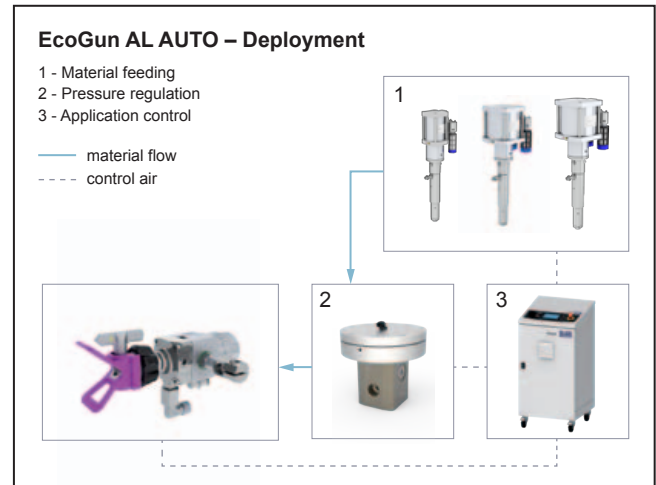 EcoGun AL AUTO – Deployment
1 - Material feeding
2 - Pressure regulation
3 - Application control
material flow
control air
1
2
3